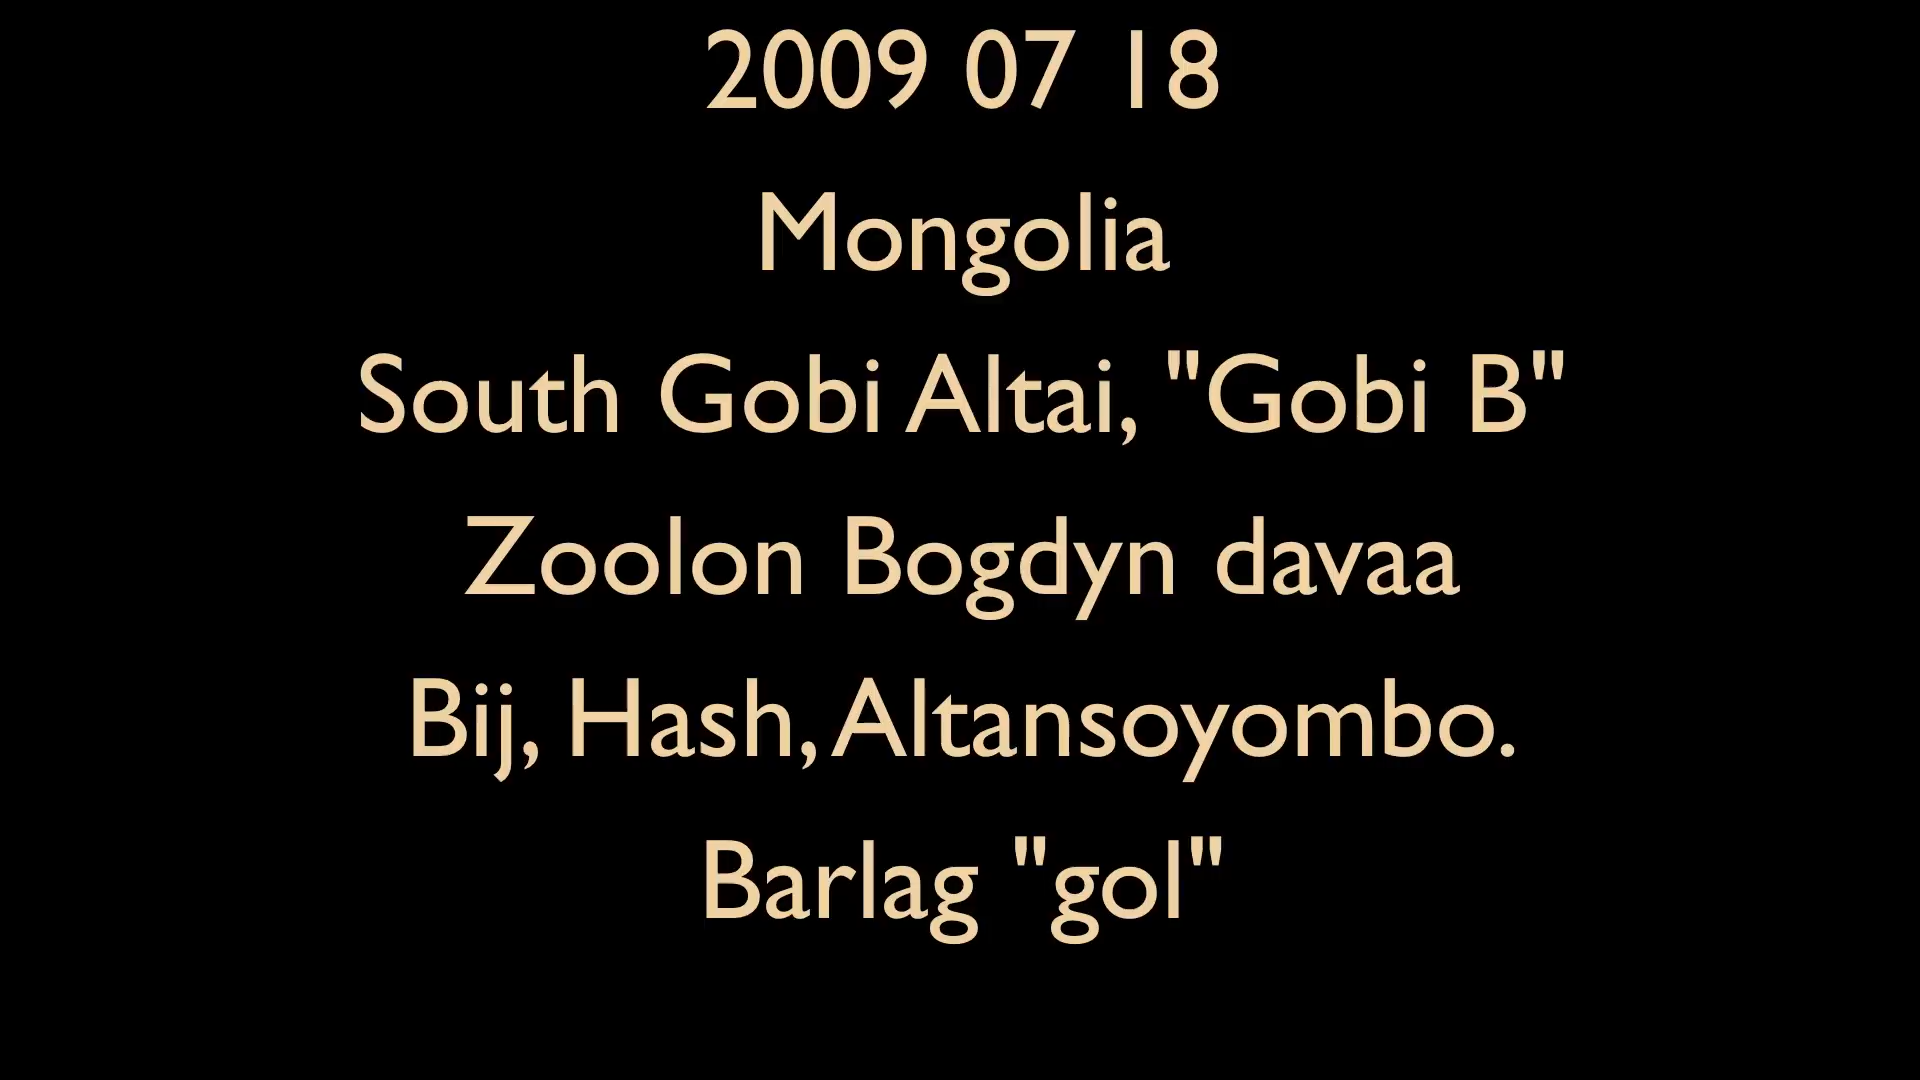 2009 07 18
Mongolia
South Gobi Altai, "Gobi B"
Zoolon Bogdyn davaa
Bij, Hash, Altansoyombo.
Barlag "gol"